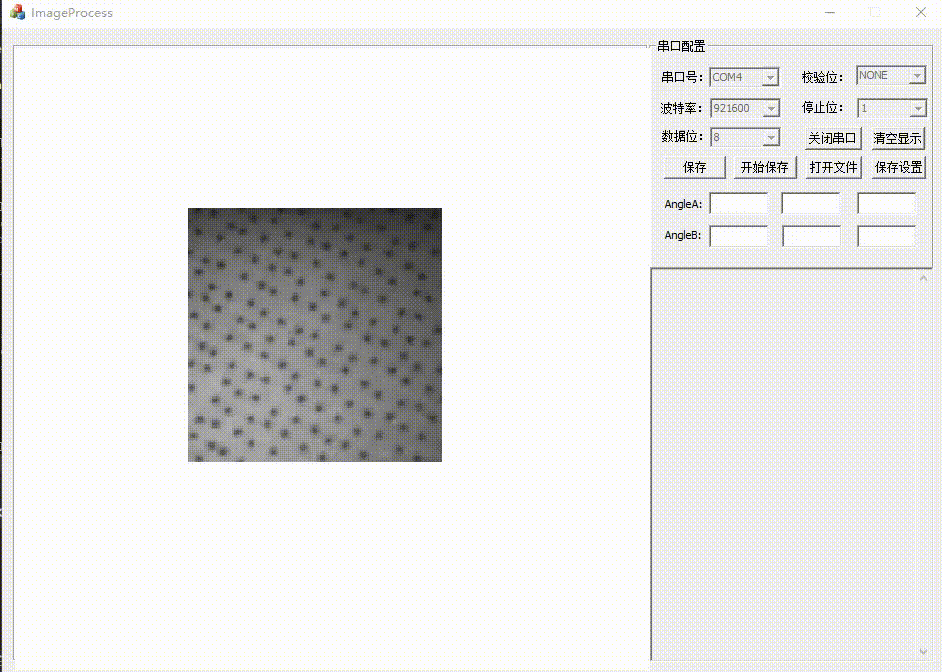 ImageProcess
串口配置
串口号: COM4 校验位: NONE
波特率: 921600 停止位: 1
数据位: 8 关闭串口 清空显示
保存 开始保存 打开文件 保存设置
AngleA:
AngleB: